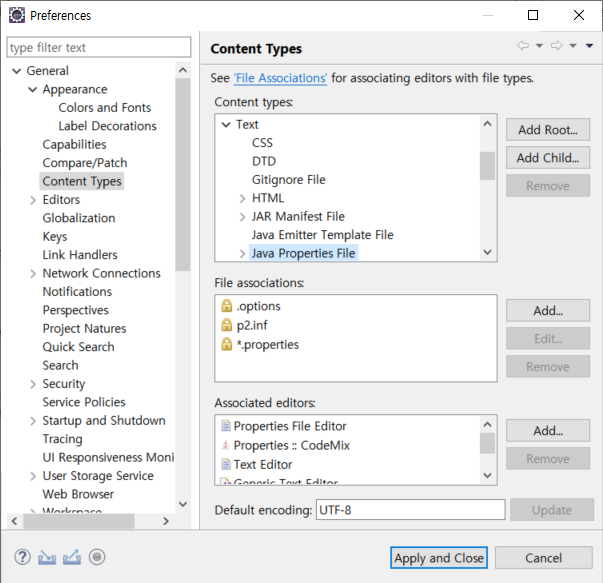 Preferences
type filter text
General
Appearance
Colors and Fonts
Label Decorations
Capabilities
Compare/Patch
Content Types
Editors
Globalization
Keys
Link Handlers
Network Connections
Notifications
Perspectives
Project Natures
Quick Search
Search
Security
Service Policies
Startup and Shutdown
Tracing
UI Responsiveness Moni
User Storage Service
Web Browser
Workspace
Content Types
See 'File Associations' for associating editors with file types.
Content types:
Text
CSS
DTD
Gitignore File
HTML
JAR Manifest File
Java Emitter Template File
Java Properties File
Add Root...
Add Child...
Remove
File associations:
.options
p2.inf
*.properties
Add...
Edit...
Remove
Associated editors:
Properties File Editor
Properties :: CodeMix
Text Editor
Generic Text Editor
Add...
Remove
Default encoding: UTF-8 Update
Apply and Close Cancel